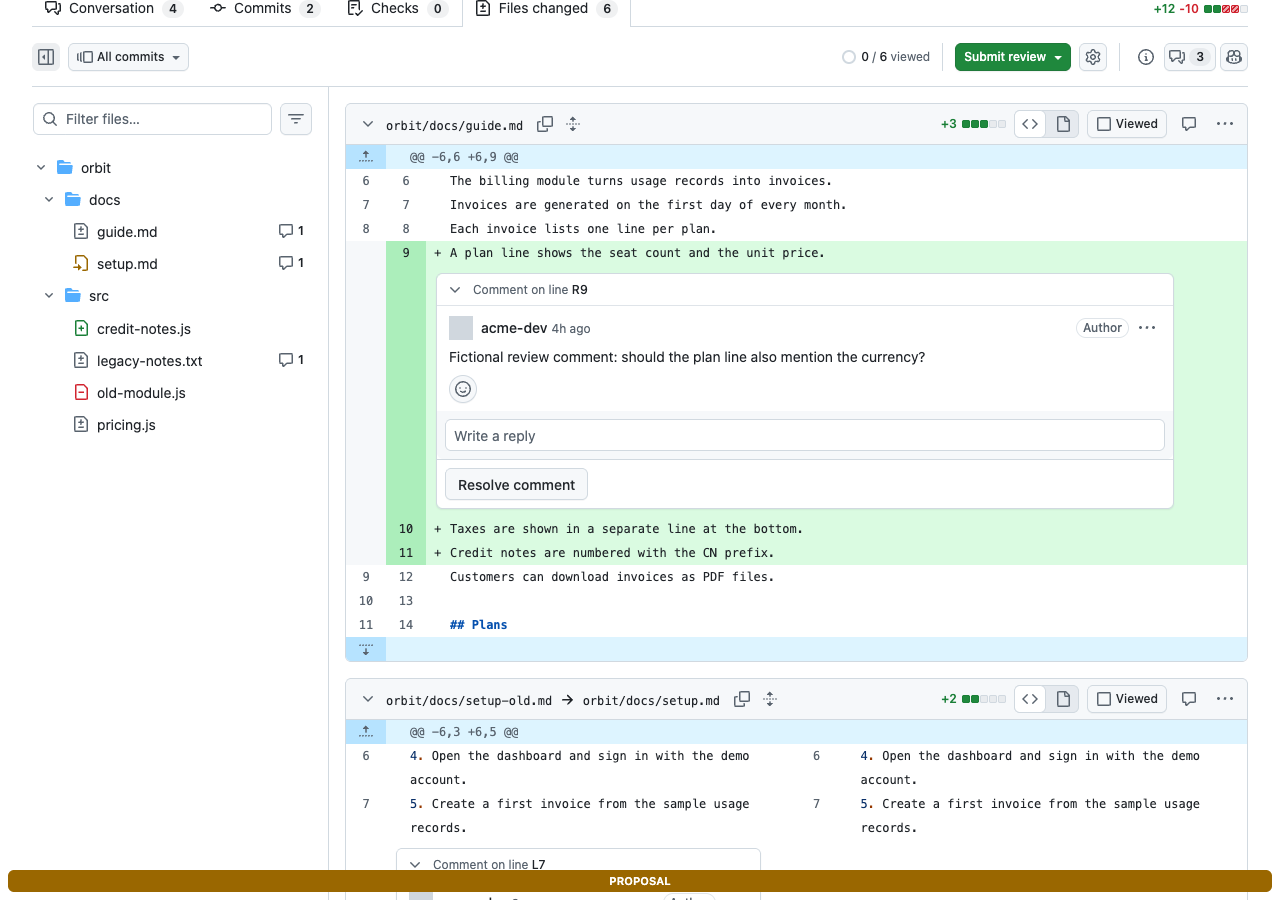 Conversation 4 Commits 2 Checks 0 Files changed 6 +12 -10
All commits 0 / 6 viewed Submit review 3
Filter files...
orbit
docs
guide.md 1
setup.md 1
src
credit-notes.js
legacy-notes.txt 1
old-module.js
pricing.js
orbit/docs/guide.md +3 Viewed
@@ -6,6 +6,9 @@
6 6 The billing module turns usage records into invoices.
7 7 Invoices are generated on the first day of every month.
8 8 Each invoice lists one line per plan.
9 + A plan line shows the seat count and the unit price.
Comment on line R9
acme-dev 4h ago Author
Fictional review comment: should the plan line also mention the currency?
Write a reply
Resolve comment
10 + Taxes are shown in a separate line at the bottom.
11 + Credit notes are numbered with the CN prefix.
9 12 Customers can download invoices as PDF files.
10 13
11 14 ## Plans
orbit/docs/setup-old.md → orbit/docs/setup.md +2 Viewed
@@ -6,3 +6,5 @@
6 4. Open the dashboard and sign in with the demo
account.
7 5. Create a first invoice from the sample usage
records.
6 4. Open the dashboard and sign in with the demo
account.
7 5. Create a first invoice from the sample usage
records.
Comment on line L7
PROPOSAL